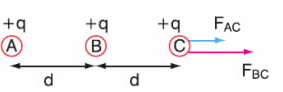 +q +q +q F_AC
A B C
d d F_BC